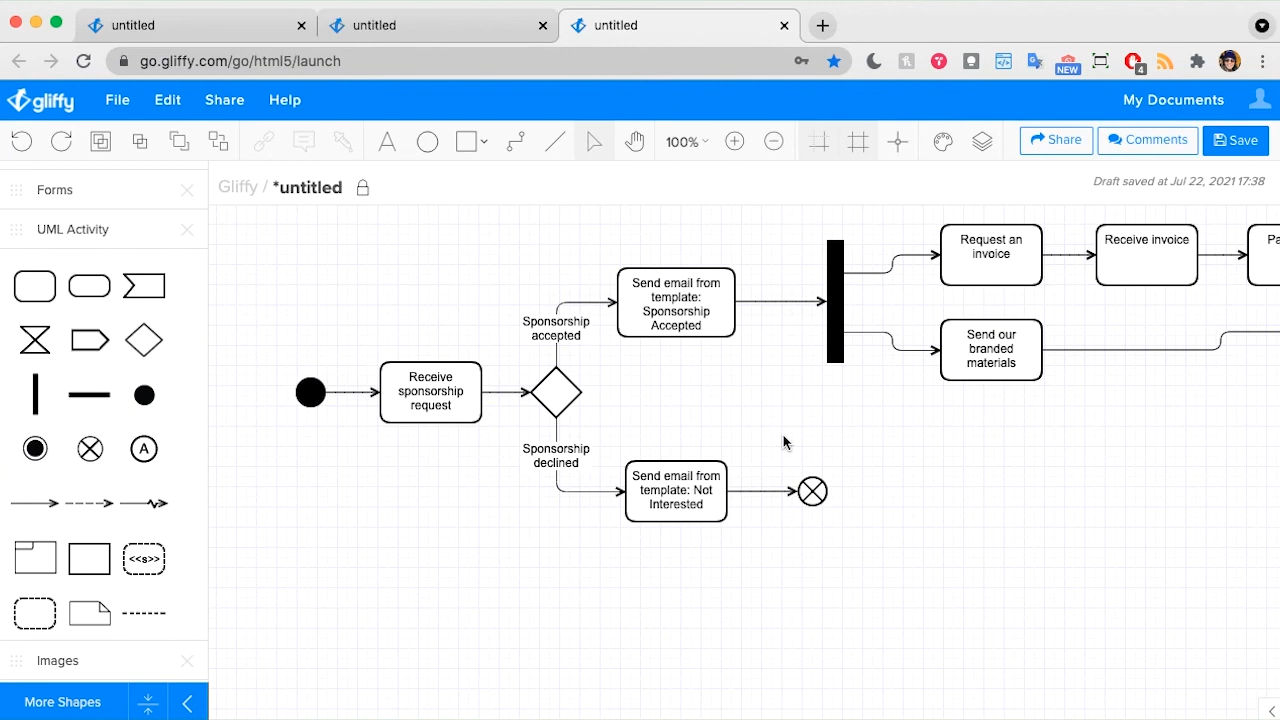 untitled
untitled
untitled
go.gliffy.com/go/html5/launch
NEW
4
gliffy
File
Edit
Share
Help
My Documents
A
100%
Share
Comments
Save
Forms
UML Activity
A
<<s>>
Images
More Shapes
Gliffy / *untitled
Draft saved at Jul 22, 2021 17:38
Receive
sponsorship
request
Sponsorship
accepted
Sponsorship
declined
Send email from
template:
Sponsorship
Accepted
Send email from
template: Not
Interested
Request an
invoice
Receive invoice
Pa
Send our
branded
materials